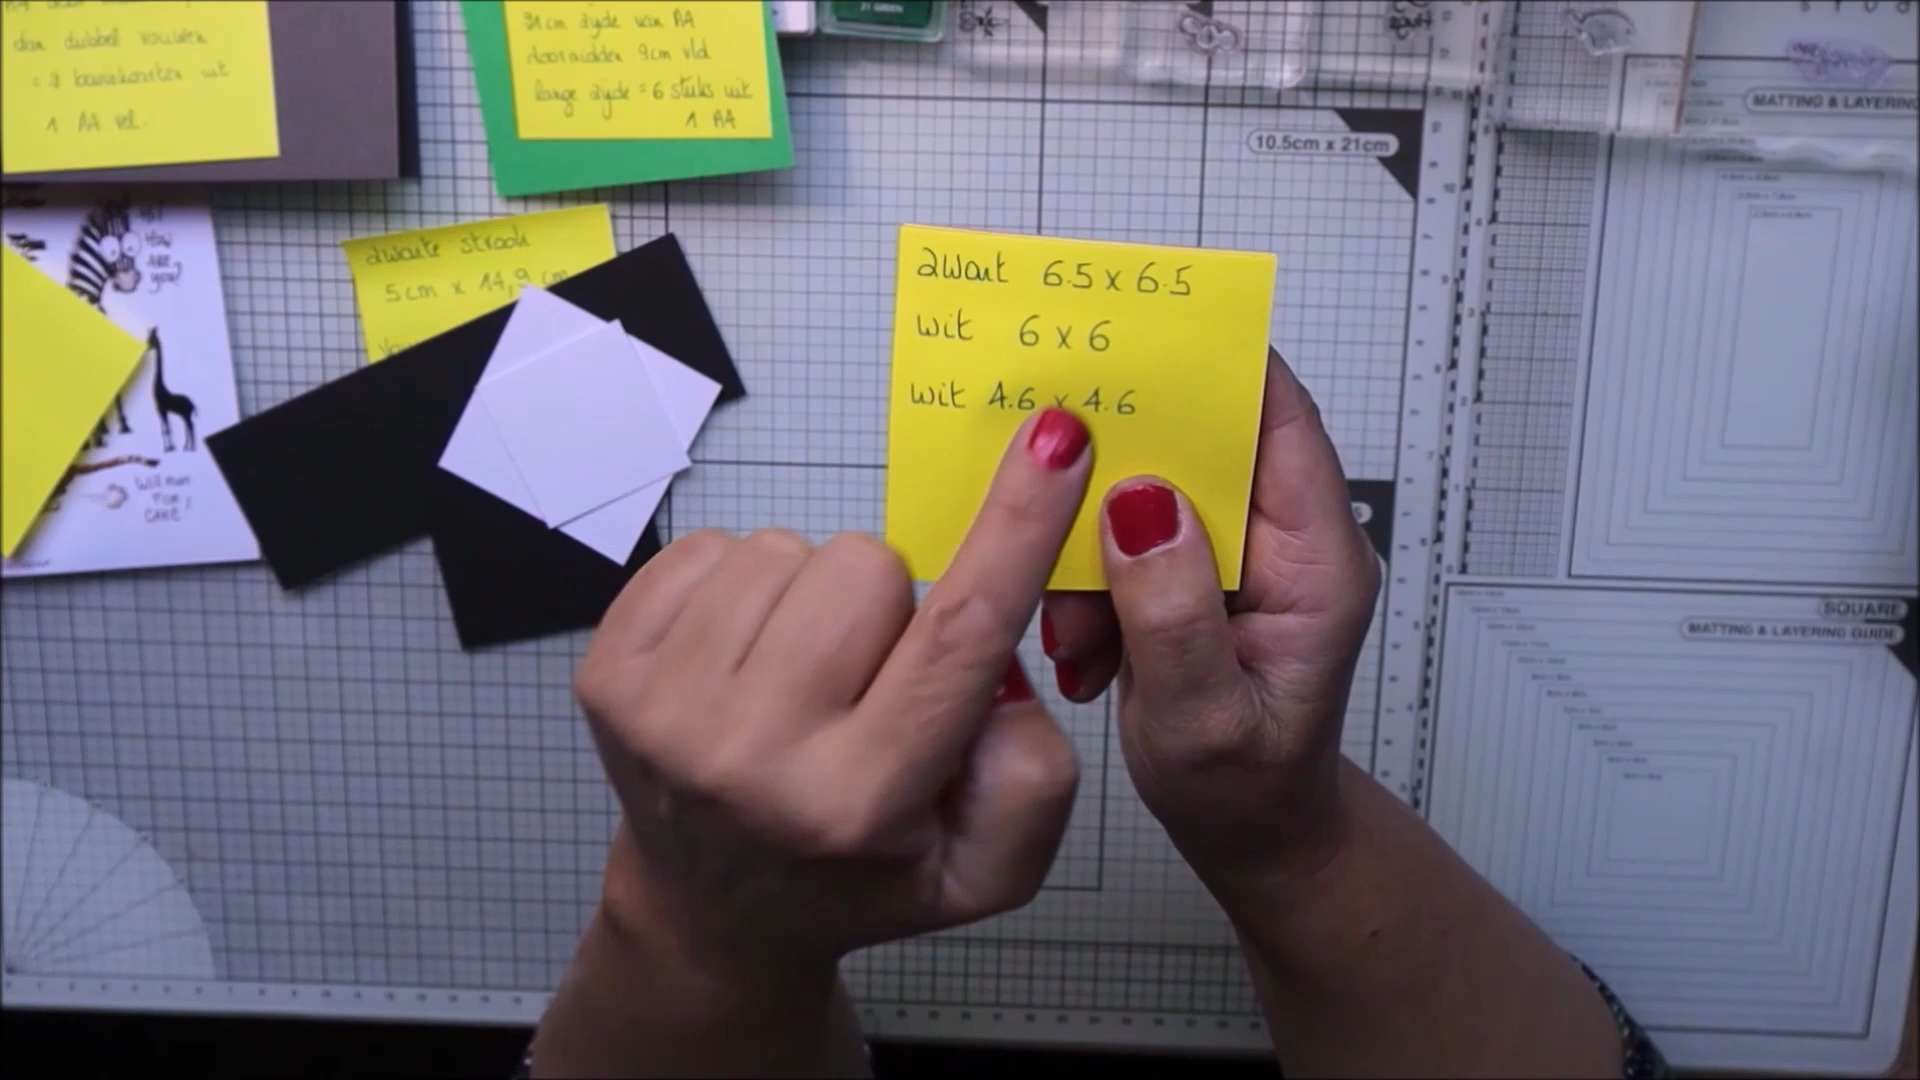 dan dubbel vouwen
= 8 basiskaarten uit
1 A4 vel.
21cm zijde van A4
doormidden 9cm v/d
lange zijde = 6 stuks uit
1 A4
21 GREEN
10.5cm x 21cm
MATTING & LAYERING
HOW
ARE
YOU?
Will run
FOR
CAKE!
zwarte strook
5cm x 14,9 cm
zwart 6.5 x 6.5
wit 6 x 6
wit 4.6 x 4.6
SQUARE
MATTING & LAYERING GUIDE